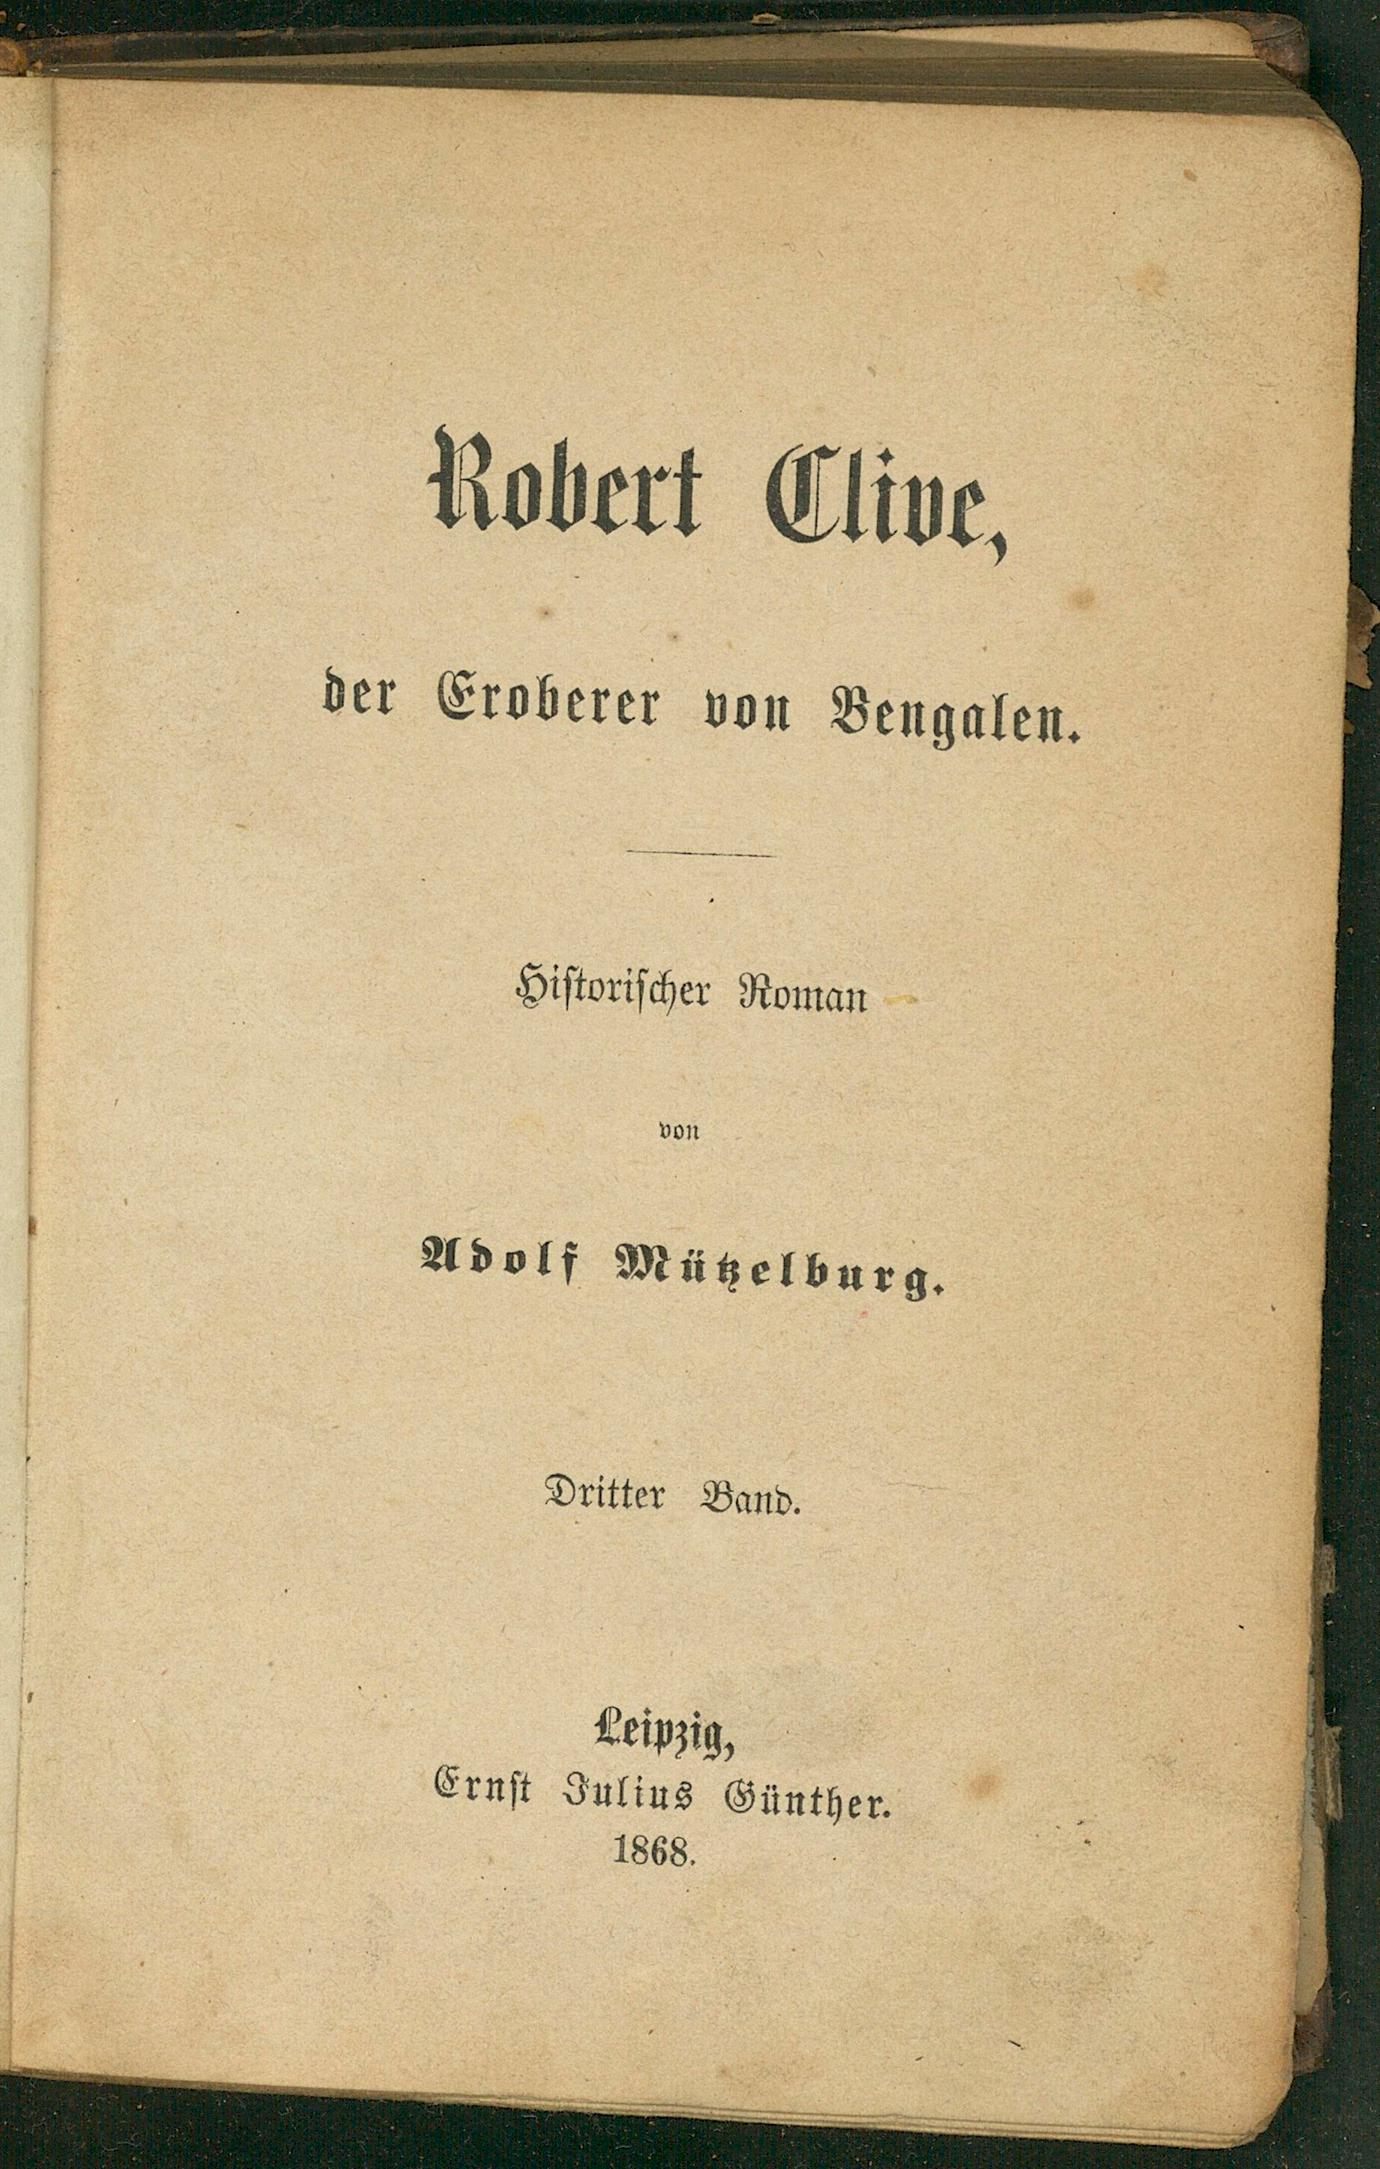 Robert Clive,
der Eroberer von Bengalen.
Historischer Roman
von
Adolf Mützelburg.
Dritter Band.
Leipzig,
Ernst Julius Günther.
1868.